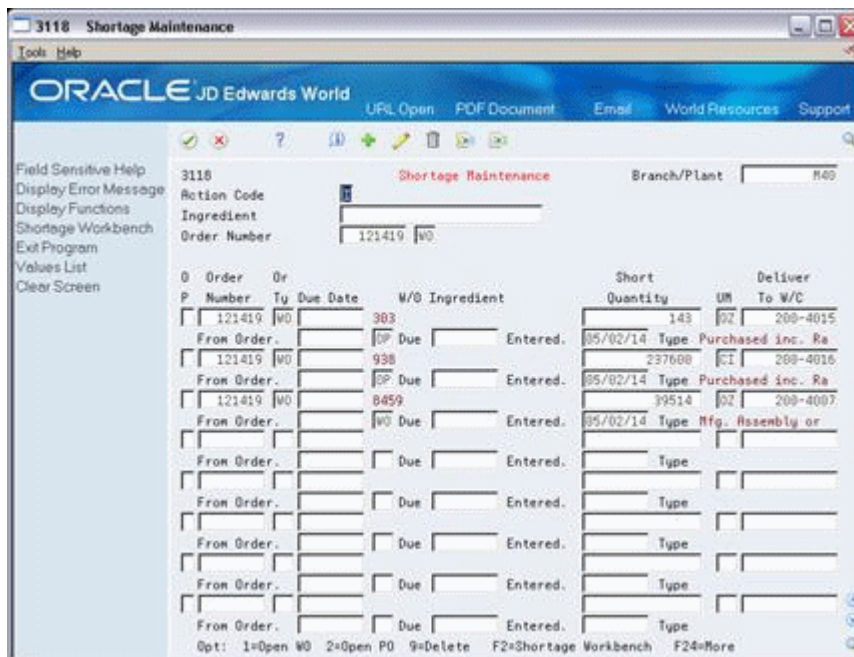 3118 Shortage Maintenance
Tools Help
ORACLE JD Edwards World
URL Open PDF Document Email World Resources Support
Field Sensitive Help
Display Error Message
Display Functions
Shortage Workbench
Exit Program
Values List
Clear Screen
3118 Shortage Maintenance Branch/Plant M40
Action Code I
Ingredient
Order Number 121419 WO
O Order Or Short Deliver
P Number Ty Due Date W/O Ingredient Quantity UM To W/C
121419 WO 303 143 OZ 200-4015
From Order. OP Due Entered. 05/02/14 Type Purchased inc. Ra
121419 WO 938 237600 CI 200-4016
From Order. OP Due Entered. 05/02/14 Type Purchased inc. Ra
121419 WO 8459 39514 OZ 200-4007
From Order. WO Due Entered. 05/02/14 Type Mfg. Assembly or
From Order. Due Entered. Type
From Order. Due Entered. Type
From Order. Due Entered. Type
From Order. Due Entered. Type
From Order. Due Entered. Type
Opt: 1=Open WO 2=Open PO 9=Delete F2=Shortage Workbench F24=More